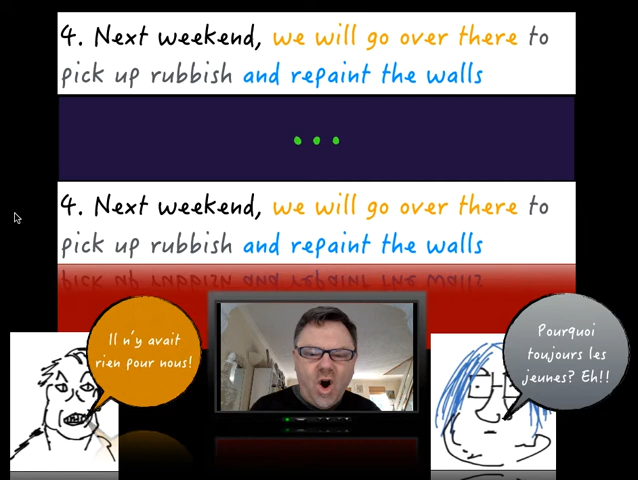 4. Next weekend, we will go over there to
pick up rubbish and repaint the walls
...
4. Next weekend, we will go over there to
pick up rubbish and repaint the walls
Il n'y avait
rien pour nous!
Pourquoi
toujours les
jeunes? Eh!!